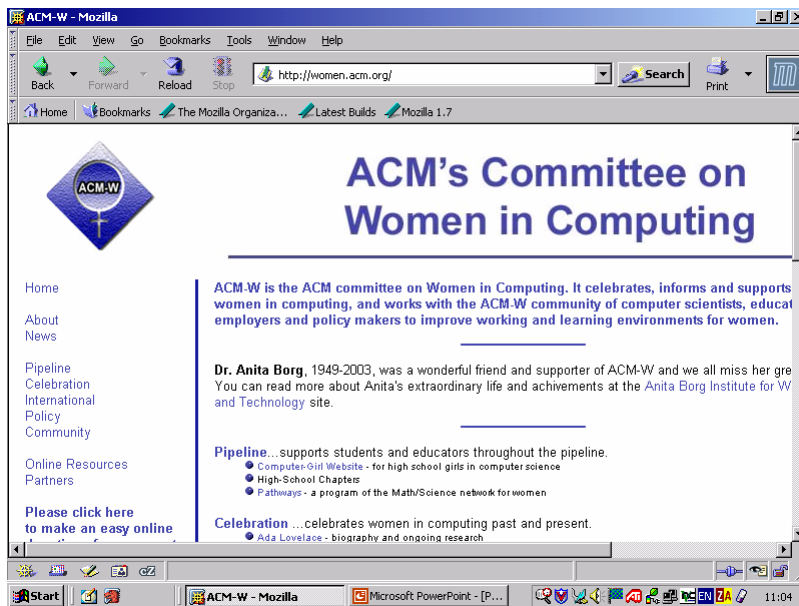 ACM-W - Mozilla
File Edit View Go Bookmarks Tools Window Help
Back Forward Reload Stop http://women.acm.org/ Search Print
Home Bookmarks The Mozilla Organiza... Latest Builds Mozilla 1.7
ACM-W
ACM's Committee on
Women in Computing
Home
About
News
Pipeline
Celebration
International
Policy
Community
Online Resources
Partners
Please click here
to make an easy online
ACM-W is the ACM committee on Women in Computing. It celebrates, informs and supports
women in computing, and works with the ACM-W community of computer scientists, educat
employers and policy makers to improve working and learning environments for women.
Dr. Anita Borg, 1949-2003, was a wonderful friend and supporter of ACM-W and we all miss her gre
You can read more about Anita's extraordinary life and achivements at the Anita Borg Institute for W
and Technology site.
Pipeline...supports students and educators throughout the pipeline.
Computer-Girl Website - for high school girls in computer science
High-School Chapters
Pathways - a program of the Math/Science network for women
Celebration ...celebrates women in computing past and present.
Ada Lovelace - biography and ongoing research
Start ACM-W - Mozilla Microsoft PowerPoint - [P... EN ZA 11:04